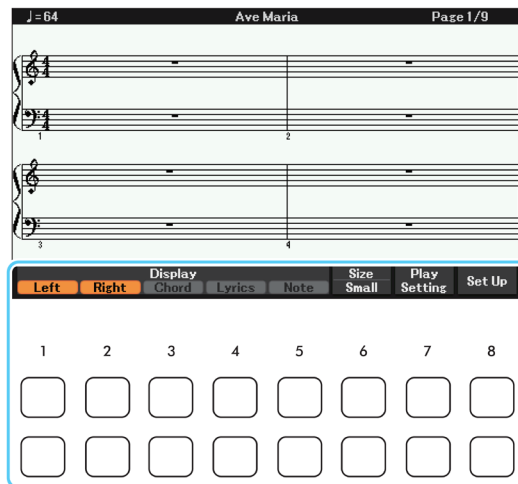 ♩=64 Ave Maria Page 1/9
1 2
3 4
Display Size Play Set Up
Left Right Chord Lyrics Note Small Setting
1 2 3 4 5 6 7 8